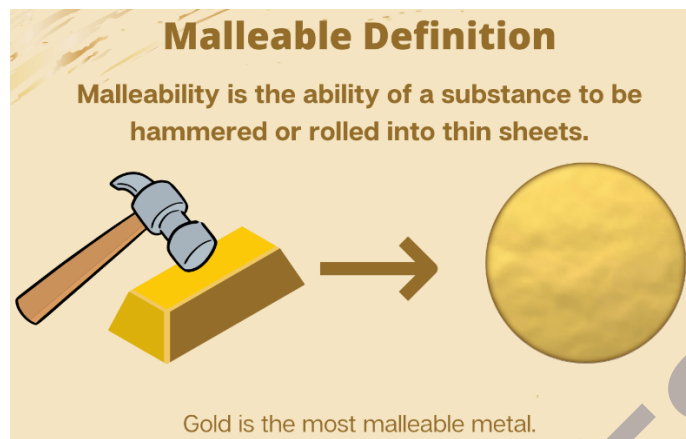 Malleable Definition
Malleability is the ability of a substance to be
hammered or rolled into thin sheets.
Gold is the most malleable metal.